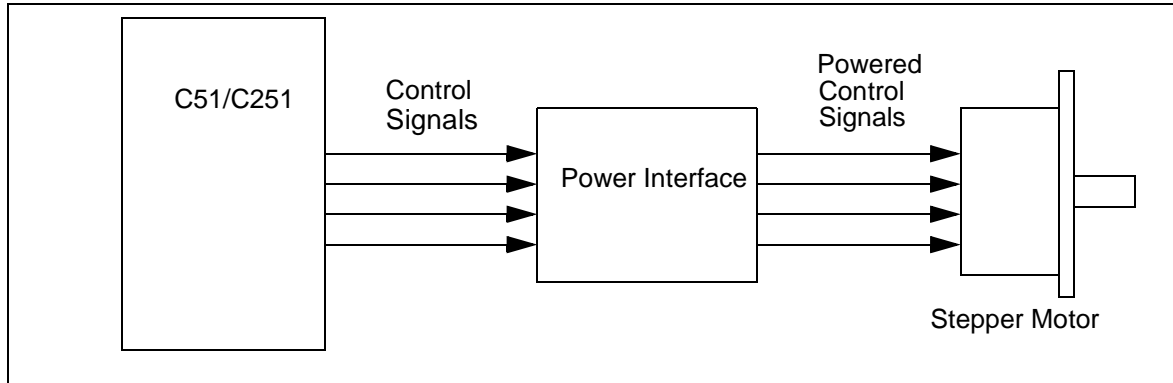 C51/C251
Control
Signals
Power Interface
Powered
Control
Signals
Stepper Motor